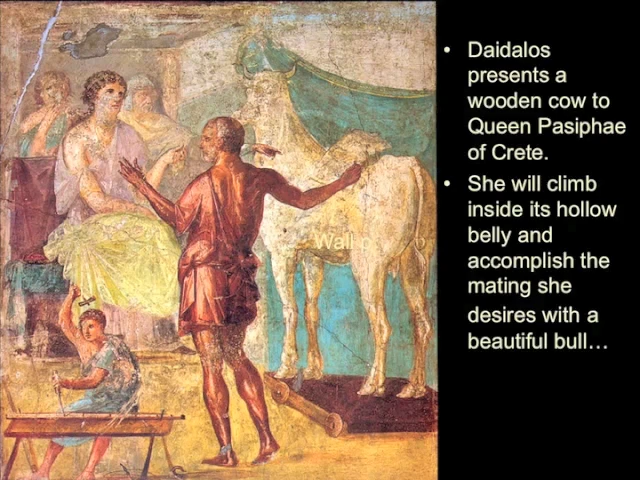 • Daidalos
presents a
wooden cow to
Queen Pasiphae
of Crete.
• She will climb
inside its hollow
belly and
accomplish the
mating she
desires with a
beautiful bull…